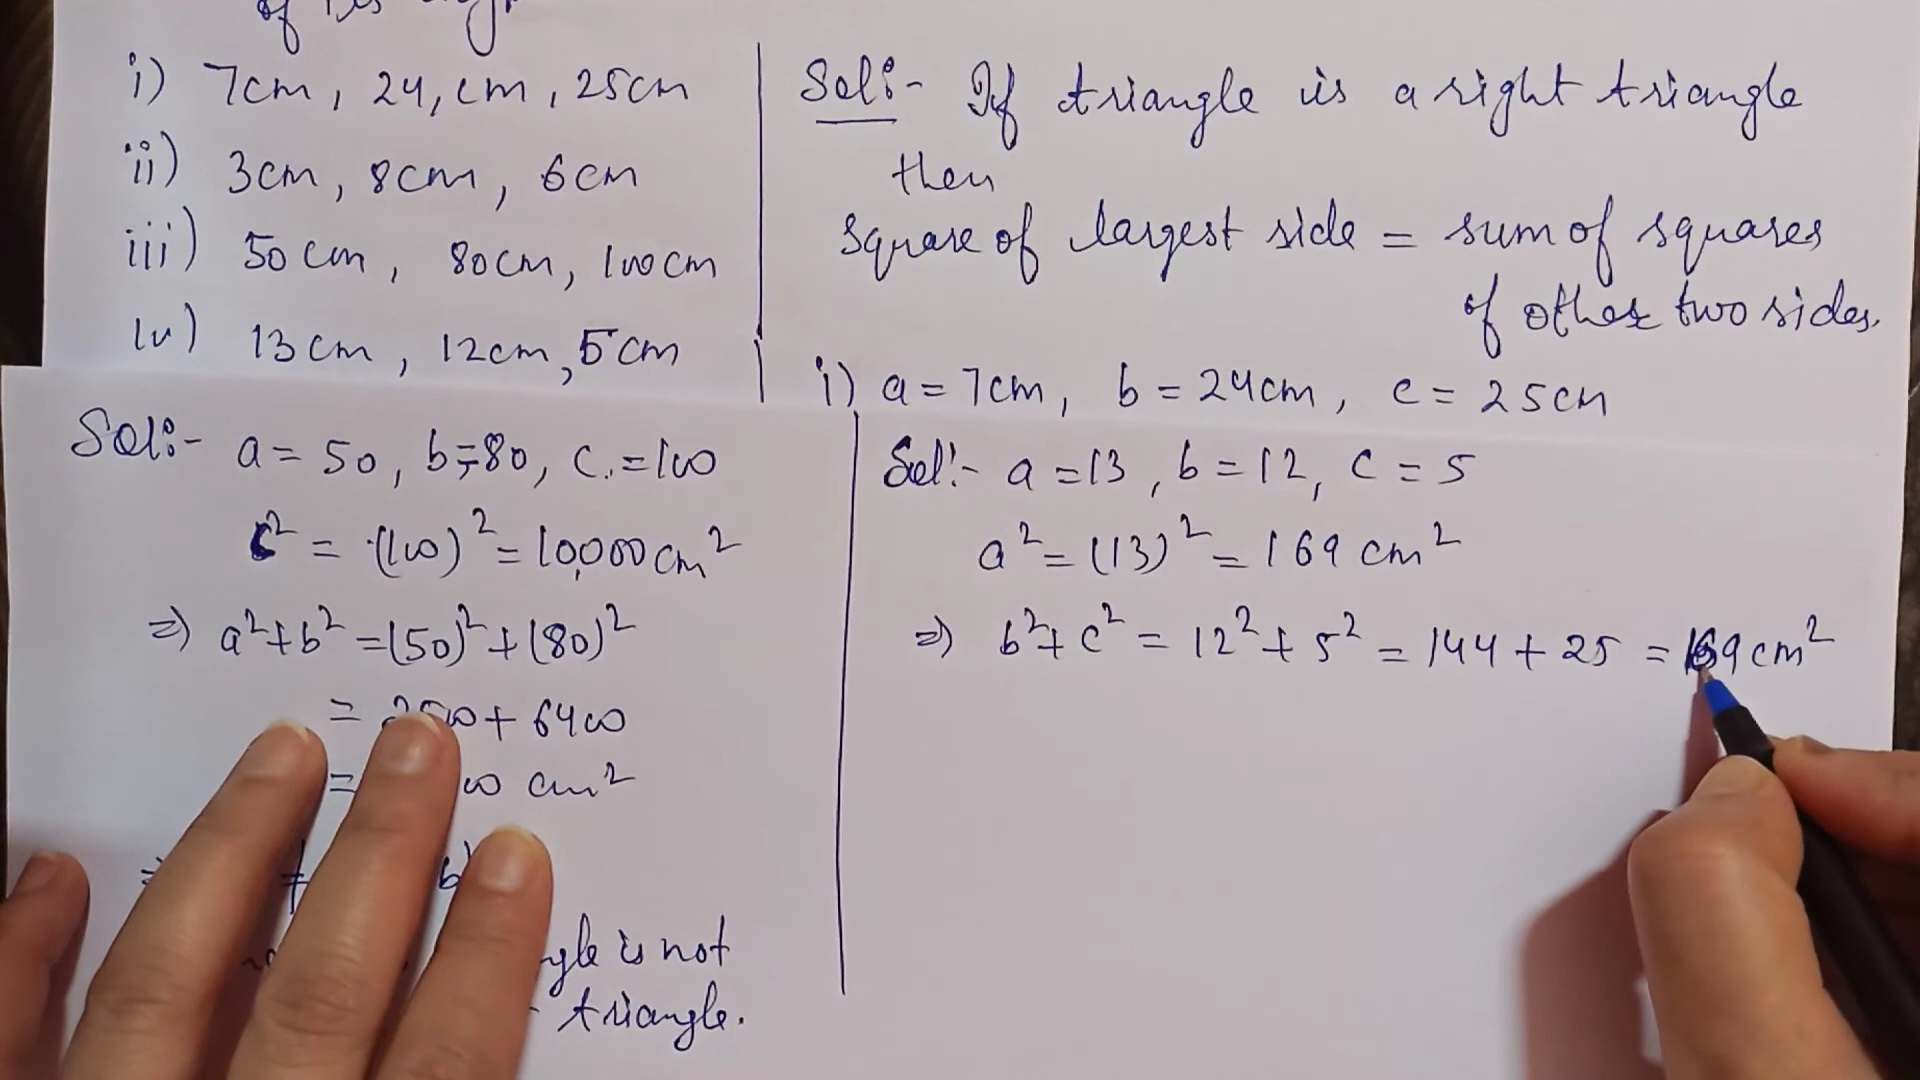 i) 7cm, 24,cm, 25cm
ii) 3cm, 8cm, 6cm
iii) 50cm, 80cm, 100cm
iv) 13cm, 12cm, 5cm
Sol:- If triangle is a right triangle
then
Square of largest side = sum of squares
of other two sides.
i) a = 7cm, b = 24cm, c = 25cm
Sol:- a = 50, b = 80, c = 100
c² = (100)² = 10,000 cm²
⇒ a² + b² = (50)² + (80)²
= 2500 + 6400
= 00 cm²
≠ b
is not
triangle.
Sol:- a = 13, b = 12, c = 5
a² = (13)² = 169 cm²
⇒ b² + c² = 12² + 5² = 144 + 25 = 169 cm²